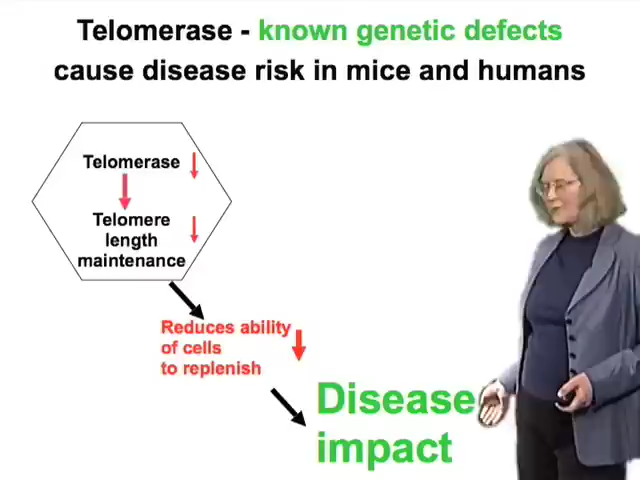 Telomerase - known genetic defects
cause disease risk in mice and humans
Telomerase
Telomere
length
maintenance
Reduces ability
of cells
to replenish
Disease
impact